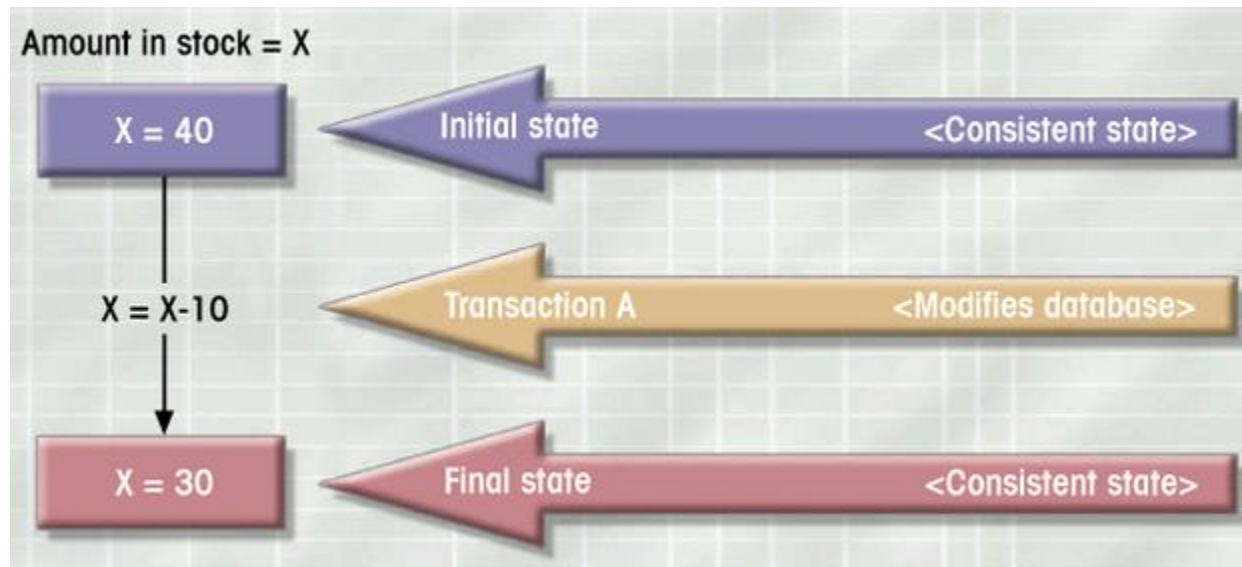 Amount in stock = X
X = 40
Initial state
<Consistent state>
X = X-10
Transaction A
<Modifies database>
X = 30
Final state
<Consistent state>